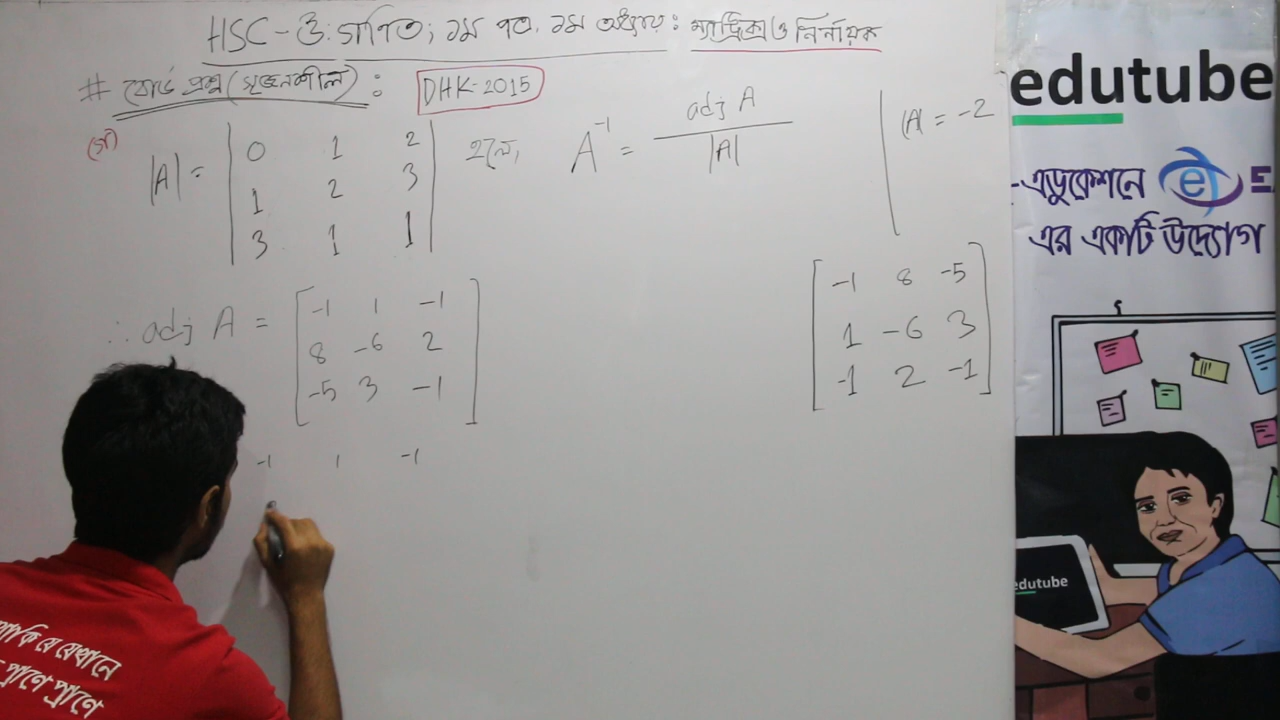 HSC - উ: গণিত; ১ম পত্র, ১ম অধ্যায় : ম্যাট্রিক্স ও নির্নায়ক
# বোর্ড প্রশ্ন (সৃজনশীল) : DHK-2015
(গ) |A| = | 0 1 2 | হলে, A⁻¹ = adj A / |A| | |A| = -2
| 1 2 3 |
| 3 1 1 |
∴ adj A = [ -1 1 -1 ]
[ 8 -6 2 ]
[ -5 3 -1 ]
[ -1 8 -5 ]
[ 1 -6 3 ]
[ -1 2 -1 ]
-1 1 -1
edutube
-এডুকেশনে e
এর একটি উদ্যোগ
edutube
যে যেখানে
প্রাণে প্রাণে